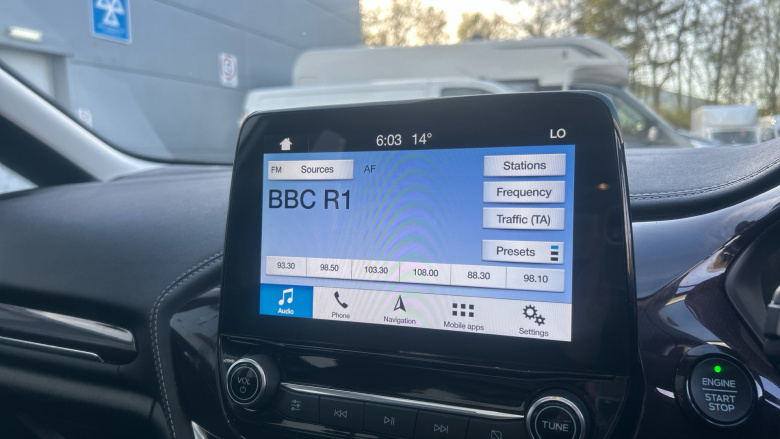 6:03 14° LO
FM Sources AF Stations
BBC R1 Frequency
Traffic (TA)
Presets
93.30 98.50 103.30 108.00 88.30 98.10
Audio Phone Navigation Mobile apps Settings
VOL TUNE
ENGINE
START
STOP